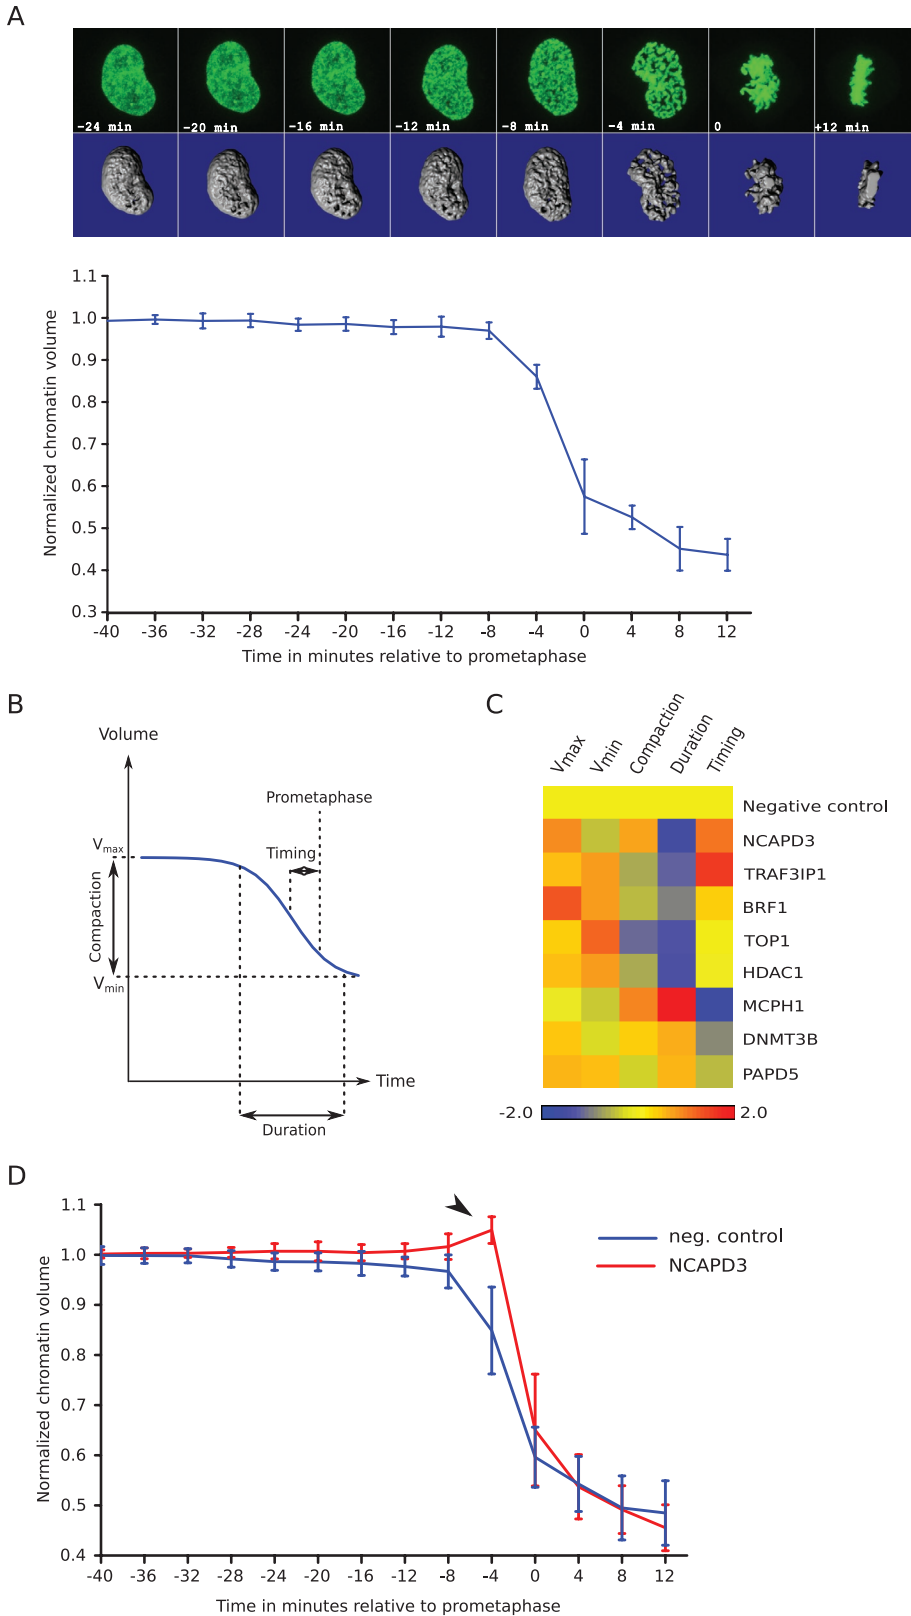 A
-24 min -20 min -16 min -12 min -8 min -4 min 0 +12 min
1.1
1.0
0.9
0.8
0.7
0.6
0.5
0.4
0.3
Normalized chromatin volume
-40 -36 -32 -28 -24 -20 -16 -12 -8 -4 0 4 8 12
Time in minutes relative to prometaphase
B
Volume
Prometaphase
Timing
Vmax
Compaction
Vmin
Time
Duration
C
Vmax Vmin Compaction Duration Timing
Negative control
NCAPD3
TRAF3IP1
BRF1
TOP1
HDAC1
MCPH1
DNMT3B
PAPD5
-2.0 2.0
D
1.1
1.0
0.9
0.8
0.7
0.6
0.5
0.4
Normalized chromatin volume
neg. control
NCAPD3
-40 -36 -32 -28 -24 -20 -16 -12 -8 -4 0 4 8 12
Time in minutes relative to prometaphase